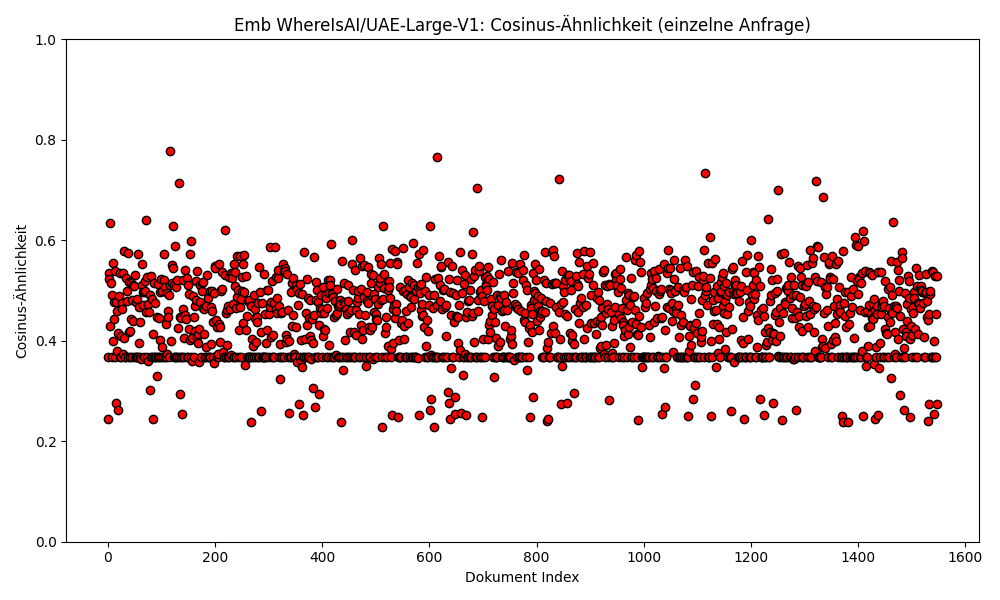 Emb WhereIsAI/UAE-Large-V1: Cosinus-Ähnlichkeit (einzelne Anfrage)
1.0
0.8
0.6
0.4
0.2
0.0
Cosinus-Ähnlichkeit
0 200 400 600 800 1000 1200 1400 1600
Dokument Index